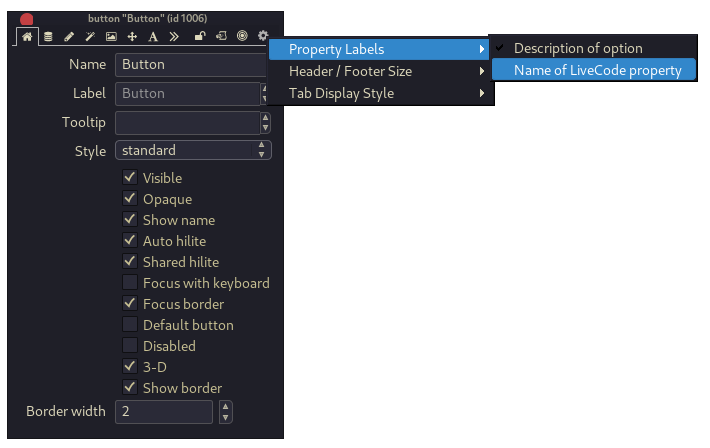 button "Button" (id 1006)
Name Button
Label Button
Tooltip
Style standard
Visible
Opaque
Show name
Auto hilite
Shared hilite
Focus with keyboard
Focus border
Default button
Disabled
3-D
Show border
Border width 2
Property Labels
Header / Footer Size
Tab Display Style
Description of option
Name of LiveCode property